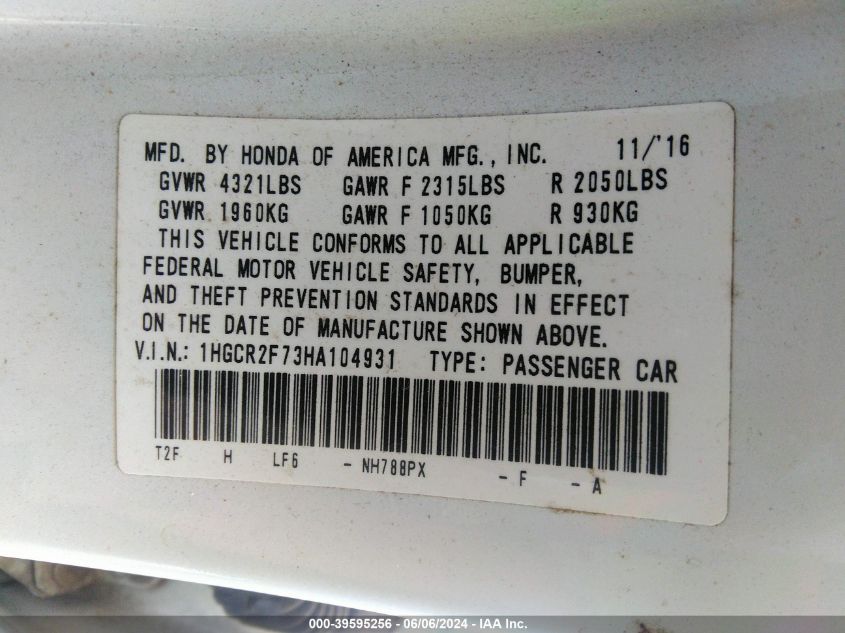 MFD. BY HONDA OF AMERICA MFG., INC. 11/'16
GVWR 4321LBS GAWR F 2315LBS R 2050LBS
GVWR 1960KG GAWR F 1050KG R 930KG
THIS VEHICLE CONFORMS TO ALL APPLICABLE
FEDERAL MOTOR VEHICLE SAFETY, BUMPER,
AND THEFT PREVENTION STANDARDS IN EFFECT
ON THE DATE OF MANUFACTURE SHOWN ABOVE.
V.I.N.: 1HGCR2F73HA104931 TYPE: PASSENGER CAR
T2F H LF6 - NH788PX - F - A
000-39595256 - 06/06/2024 - IAA Inc.